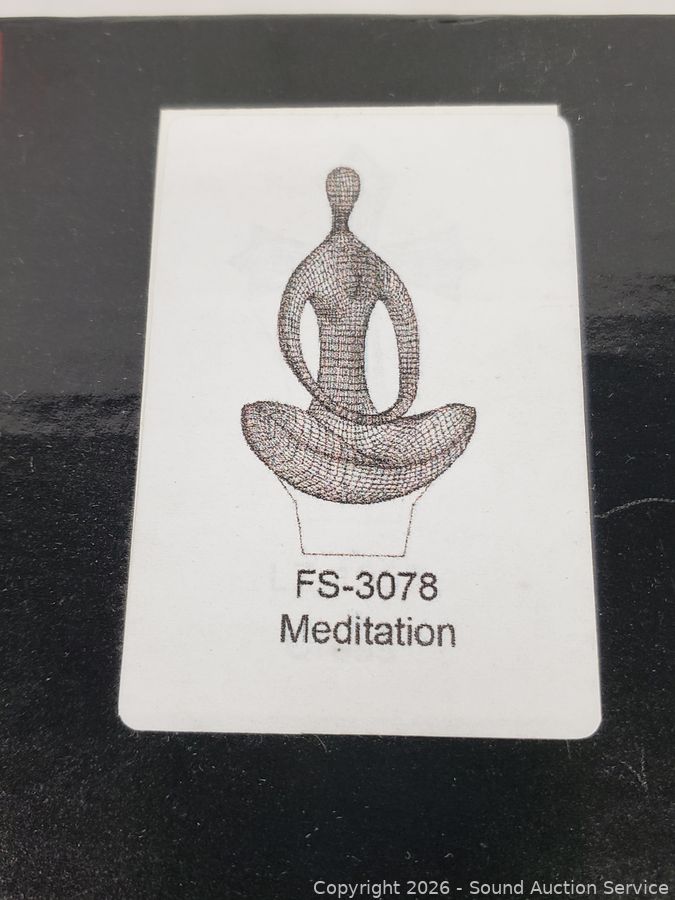 FS-3078
Meditation
Copyright 2026 - Sound Auction Service